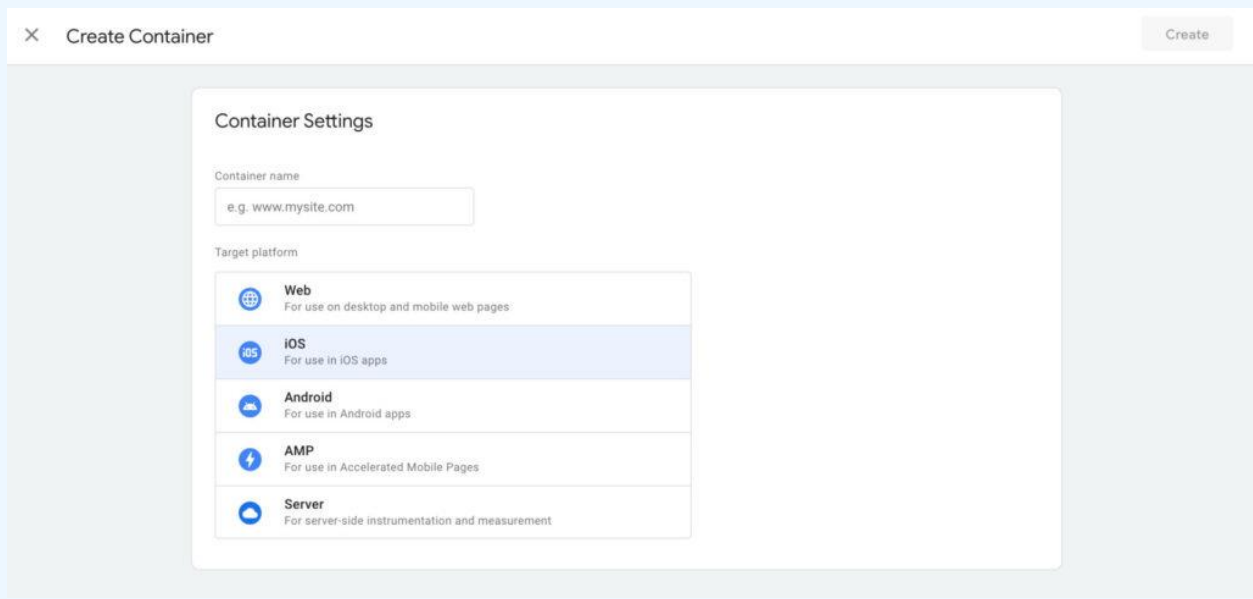 Create Container
Create
Container Settings
Container name
e.g. www.mysite.com
Target platform
Web
For use on desktop and mobile web pages
iOS
iOS
For use in iOS apps
Android
For use in Android apps
AMP
For use in Accelerated Mobile Pages
Server
For server-side instrumentation and measurement